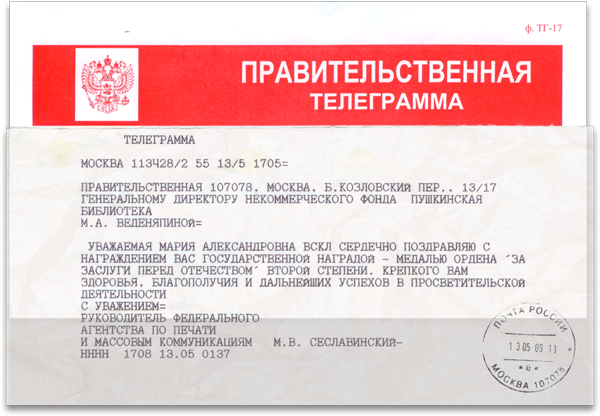 ф. ТГ-17
ПРАВИТЕЛЬСТВЕННАЯ
ТЕЛЕГРАММА
ТЕЛЕГРАММА
МОСКВА 113Ч28/2 55 13/5 1705=
ПРАВИТЕЛЬСТВЕННАЯ 107078, МОСКВА, Б.КОЗЛОВСКИЙ ПЕР., 13/17
ГЕНЕРАЛЬНОМУ ДИРЕКТОРУ НЕКОММЕРЧЕСКОГО ФОНДА ПУШКИНСКАЯ
БИБЛИОТЕКА
М.А. ВЕДЕНЯПИНОЙ=
УВАЖАЕМАЯ МАРИЯ АЛЕКСАНДРОВНА ВСКЛ СЕРДЕЧНО ПОЗДРАВЛЯЮ С
НАГРАЖДЕНИЕМ ВАС ГОСУДАРСТВЕННОЙ НАГРАДОЙ - МЕДАЛЬЮ ОРДЕНА ˝ЗА
ЗАСЛУГИ ПЕРЕД ОТЕЧЕСТВОМ˝ ВТОРОЙ СТЕПЕНИ. КРЕПКОГО ВАМ
ЗДОРОВЬЯ, БЛАГОПОЛУЧИЯ И ДАЛЬНЕЙШИХ УСПЕХОВ В ПРОСВЕТИТЕЛЬСКОЙ
ДЕЯТЕЛЬНОСТИ
С УВАЖЕНИЕМ=
РУКОВОДИТЕЛЬ ФЕДЕРАЛЬНОГО
АГЕНТСТВА ПО ПЕЧАТИ
И МАССОВЫМ КОММУНИКАЦИЯМ М.В. СЕСЛАВИНСКИЙ-
НННН 1708 13.05 0137
ПОЧТА РОССИИ
13 05 09 11
*в*
МОСКВА 107078